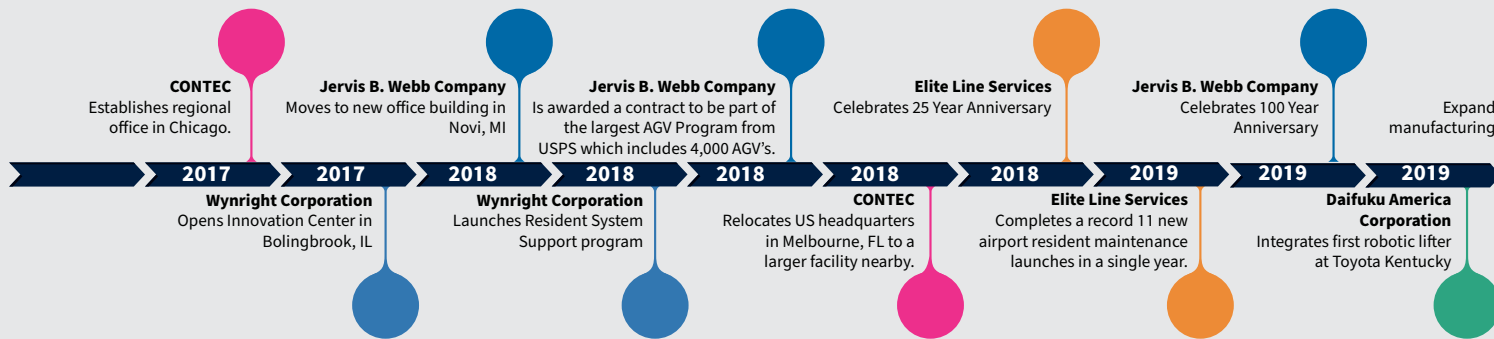 CONTEC
Establishes regional
office in Chicago.
Jervis B. Webb Company
Moves to new office building in
Novi, MI
Jervis B. Webb Company
Is awarded a contract to be part of
the largest AGV Program from
USPS which includes 4,000 AGV's.
Elite Line Services
Celebrates 25 Year Anniversary
Jervis B. Webb Company
Celebrates 100 Year
Anniversary
Expand
manufacturing
2017
2017
2018
2018
2018
2018
2018
2019
2019
2019
Wynright Corporation
Opens Innovation Center in
Bolingbrook, IL
Wynright Corporation
Launches Resident System
Support program
CONTEC
Relocates US headquarters
in Melbourne, FL to a
larger facility nearby.
Elite Line Services
Completes a record 11 new
airport resident maintenance
launches in a single year.
Daifuku America
Corporation
Integrates first robotic lifter
at Toyota Kentucky